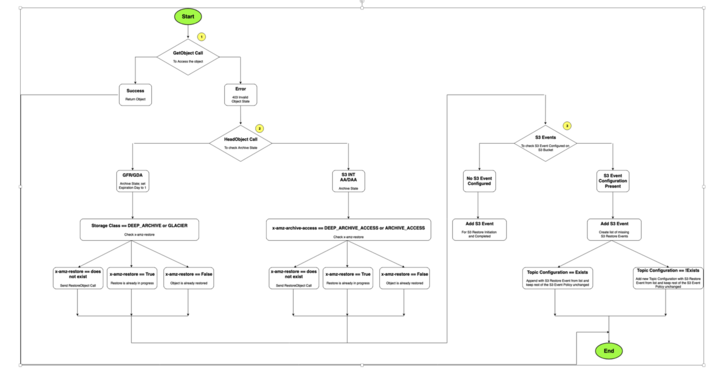 Start
1
GetObject Call
To Access the object
Success
Return Object
Error
403 Invalid
Object State
2
HeadObject Call
To check Archive State
GFR/GDA
Archive State
Expiration Day to 1
S3 INT
AA/DAA
Archive State
Storage Class == DEEP_ARCHIVE or GLACIER
Check x-amz-restore
x-amz-archive-access == DEEP_ARCHIVE_ACCESS or ARCHIVE_ACCESS
Check x-amz-restore
x-amz-restore == does
not exist
Send RestoreObject Call
x-amz-restore == True
Restore is already in progress
x-amz-restore == False
Object is already restored
x-amz-restore == does
not exist
Send RestoreObject Call
x-amz-restore == True
Restore is already in progress
x-amz-restore == False
Object is already restored
S3 Events
To check S3 Event Configured on
S3 Bucket
No S3 Event
Configured
S3 Event
Configuration
Present
Add S3 Event
For S3 Restore Initiation
and Completed
Add S3 Event
Create list of missing
S3 Restore Events
Topic Configuration == Exists
Append with S3 Restore Event from list and
keep rest of the S3 Event Policy unchanged
Topic Configuration == !Exists
Add new Topic Configuration with S3 Restore
Event from list and keep rest of the S3 Event
Policy unchanged
End